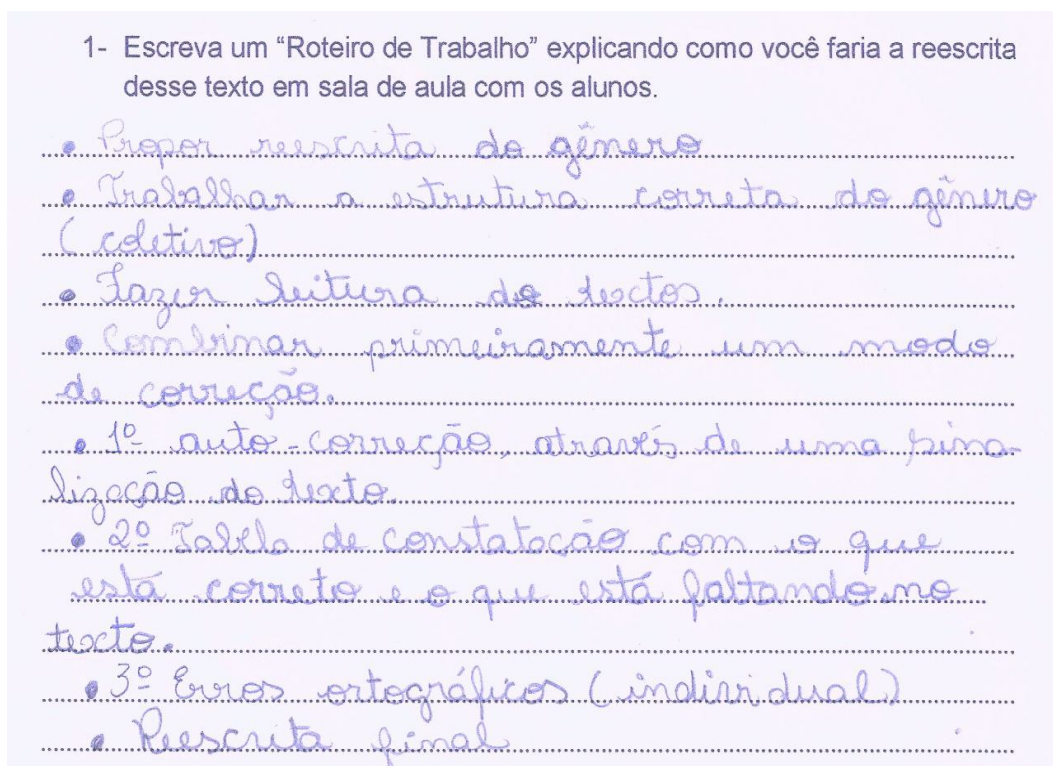 1- Escreva um “Roteiro de Trabalho” explicando como você faria a reescrita
desse texto em sala de aula com os alunos.
• Propor reescrita do gênero
• Trabalhar a estrutura correta do gênero
(coletivo)
• Fazer leitura do textos.
• Combinar primeiramente um modo
de correção.
• 1º auto-correção, através de uma sina-
lização do texto.
• 2º Tabela de constatação com o que
está correto e o que está faltando no
texto.
• 3º Erros ortográficos (individual)
• Reescrita final